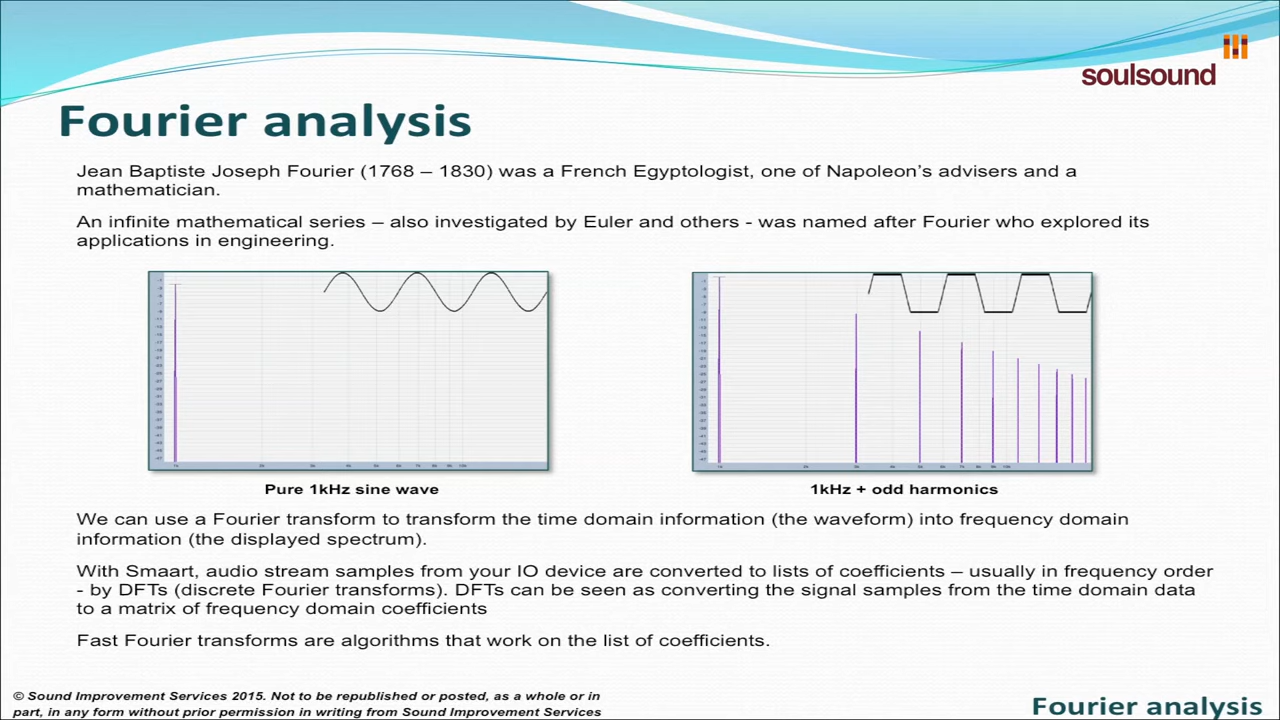 soulsound
Fourier analysis
Jean Baptiste Joseph Fourier (1768 – 1830) was a French Egyptologist, one of Napoleon's advisers and a
mathematician.
An infinite mathematical series – also investigated by Euler and others - was named after Fourier who explored its
applications in engineering.
Pure 1kHz sine wave
1kHz + odd harmonics
We can use a Fourier transform to transform the time domain information (the waveform) into frequency domain
information (the displayed spectrum).
With Smaart, audio stream samples from your IO device are converted to lists of coefficients – usually in frequency order
- by DFTs (discrete Fourier transforms). DFTs can be seen as converting the signal samples from the time domain data
to a matrix of frequency domain coefficients
Fast Fourier transforms are algorithms that work on the list of coefficients.
© Sound Improvement Services 2015. Not to be republished or posted, as a whole or in
part, in any form without prior permission in writing from Sound Improvement Services
Fourier analysis